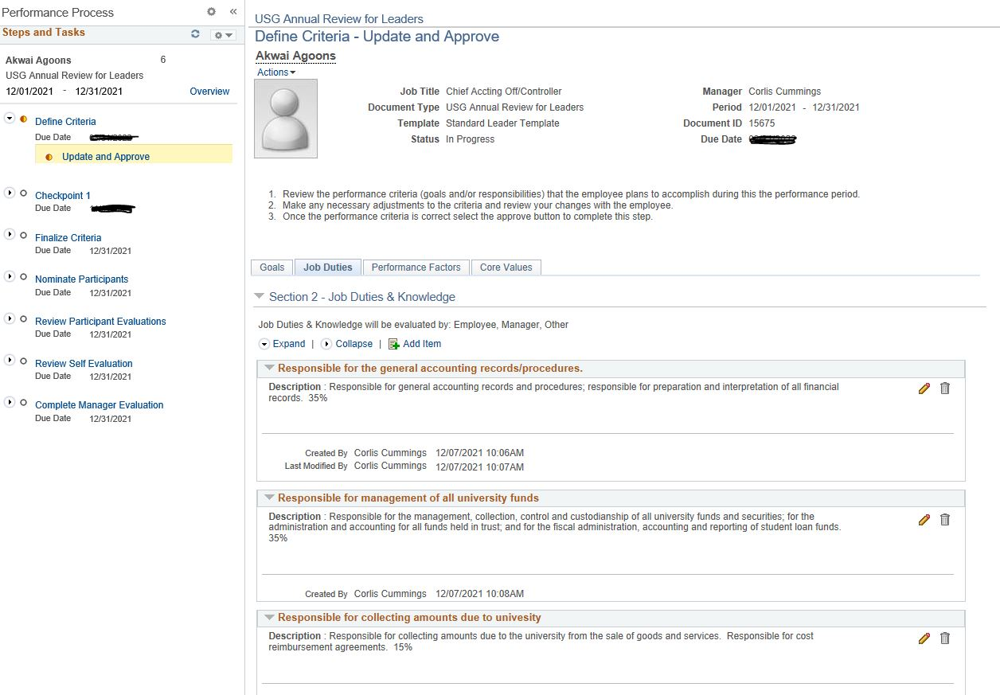 Performance Process
Steps and Tasks
Akwai Agoons 6
USG Annual Review for Leaders
12/01/2021 - 12/31/2021 Overview
Define Criteria
Due Date
Update and Approve
Checkpoint 1
Due Date
Finalize Criteria
Due Date 12/31/2021
Nominate Participants
Due Date 12/31/2021
Review Participant Evaluations
Due Date 12/31/2021
Review Self Evaluation
Due Date 12/31/2021
Complete Manager Evaluation
Due Date 12/31/2021
USG Annual Review for Leaders
Define Criteria - Update and Approve
Akwai Agoons
Actions
Job Title Chief Accting Off/Controller Manager Corlis Cummings
Document Type USG Annual Review for Leaders Period 12/01/2021 - 12/31/2021
Template Standard Leader Template Document ID 15675
Status In Progress Due Date
1. Review the performance criteria (goals and/or responsibilities) that the employee plans to accomplish during this the performance period.
2. Make any necessary adjustments to the criteria and review your changes with the employee.
3. Once the performance criteria is correct select the approve button to complete this step.
Goals Job Duties Performance Factors Core Values
Section 2 - Job Duties & Knowledge
Job Duties & Knowledge will be evaluated by: Employee, Manager, Other
Expand | Collapse | Add Item
Responsible for the general accounting records/procedures.
Description : Responsible for general accounting records and procedures; responsible for preparation and interpretation of all financial
records. 35%
Created By Corlis Cummings 12/07/2021 10:06AM
Last Modified By Corlis Cummings 12/07/2021 10:07AM
Responsible for management of all university funds
Description : Responsible for the management, collection, control and custodianship of all university funds and securities; for the
administration and accounting for all funds held in trust; and for the fiscal administration, accounting and reporting of student loan funds.
35%
Created By Corlis Cummings 12/07/2021 10:08AM
Responsible for collecting amounts due to univesity
Description : Responsible for collecting amounts due to the university from the sale of goods and services. Responsible for cost
reimbursement agreements. 15%